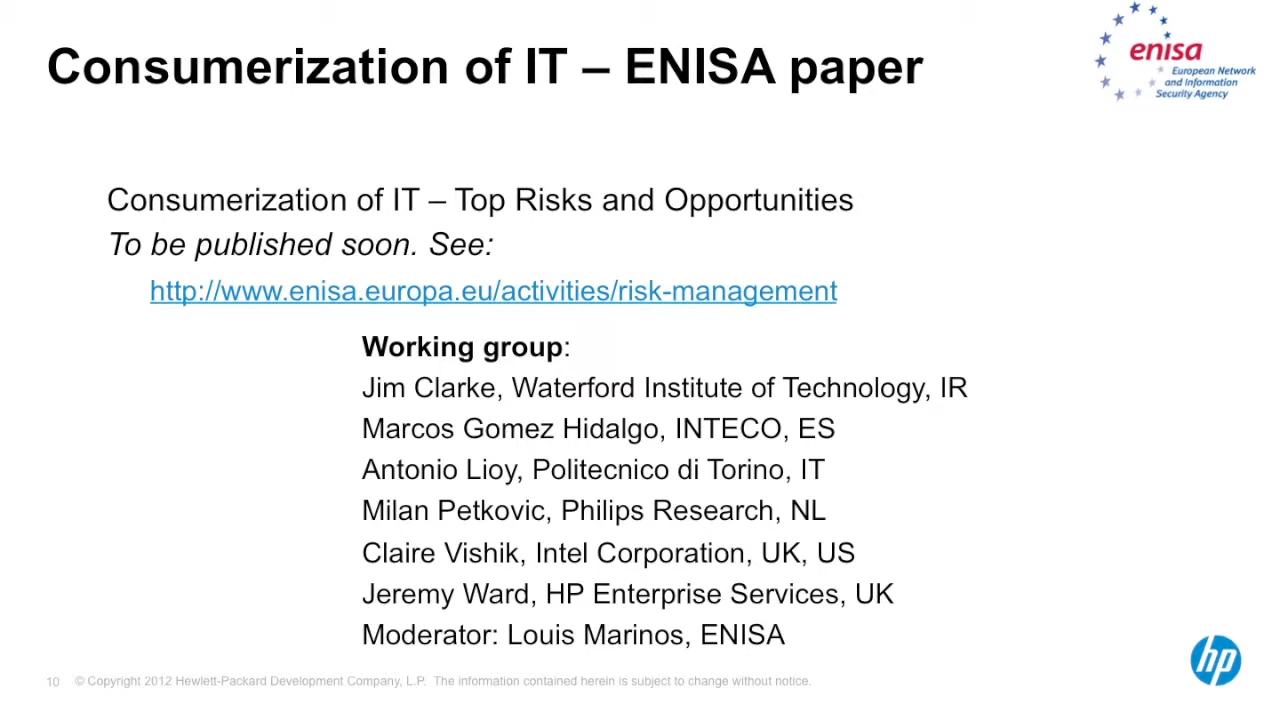 Consumerization of IT – ENISA paper
enisa
European Network
and Information
Security Agency
Consumerization of IT – Top Risks and Opportunities
To be published soon. See:
http://www.enisa.europa.eu/activities/risk-management
Working group:
Jim Clarke, Waterford Institute of Technology, IR
Marcos Gomez Hidalgo, INTECO, ES
Antonio Lioy, Politecnico di Torino, IT
Milan Petkovic, Philips Research, NL
Claire Vishik, Intel Corporation, UK, US
Jeremy Ward, HP Enterprise Services, UK
Moderator: Louis Marinos, ENISA
hp
10 © Copyright 2012 Hewlett-Packard Development Company, L.P. The information contained herein is subject to change without notice.